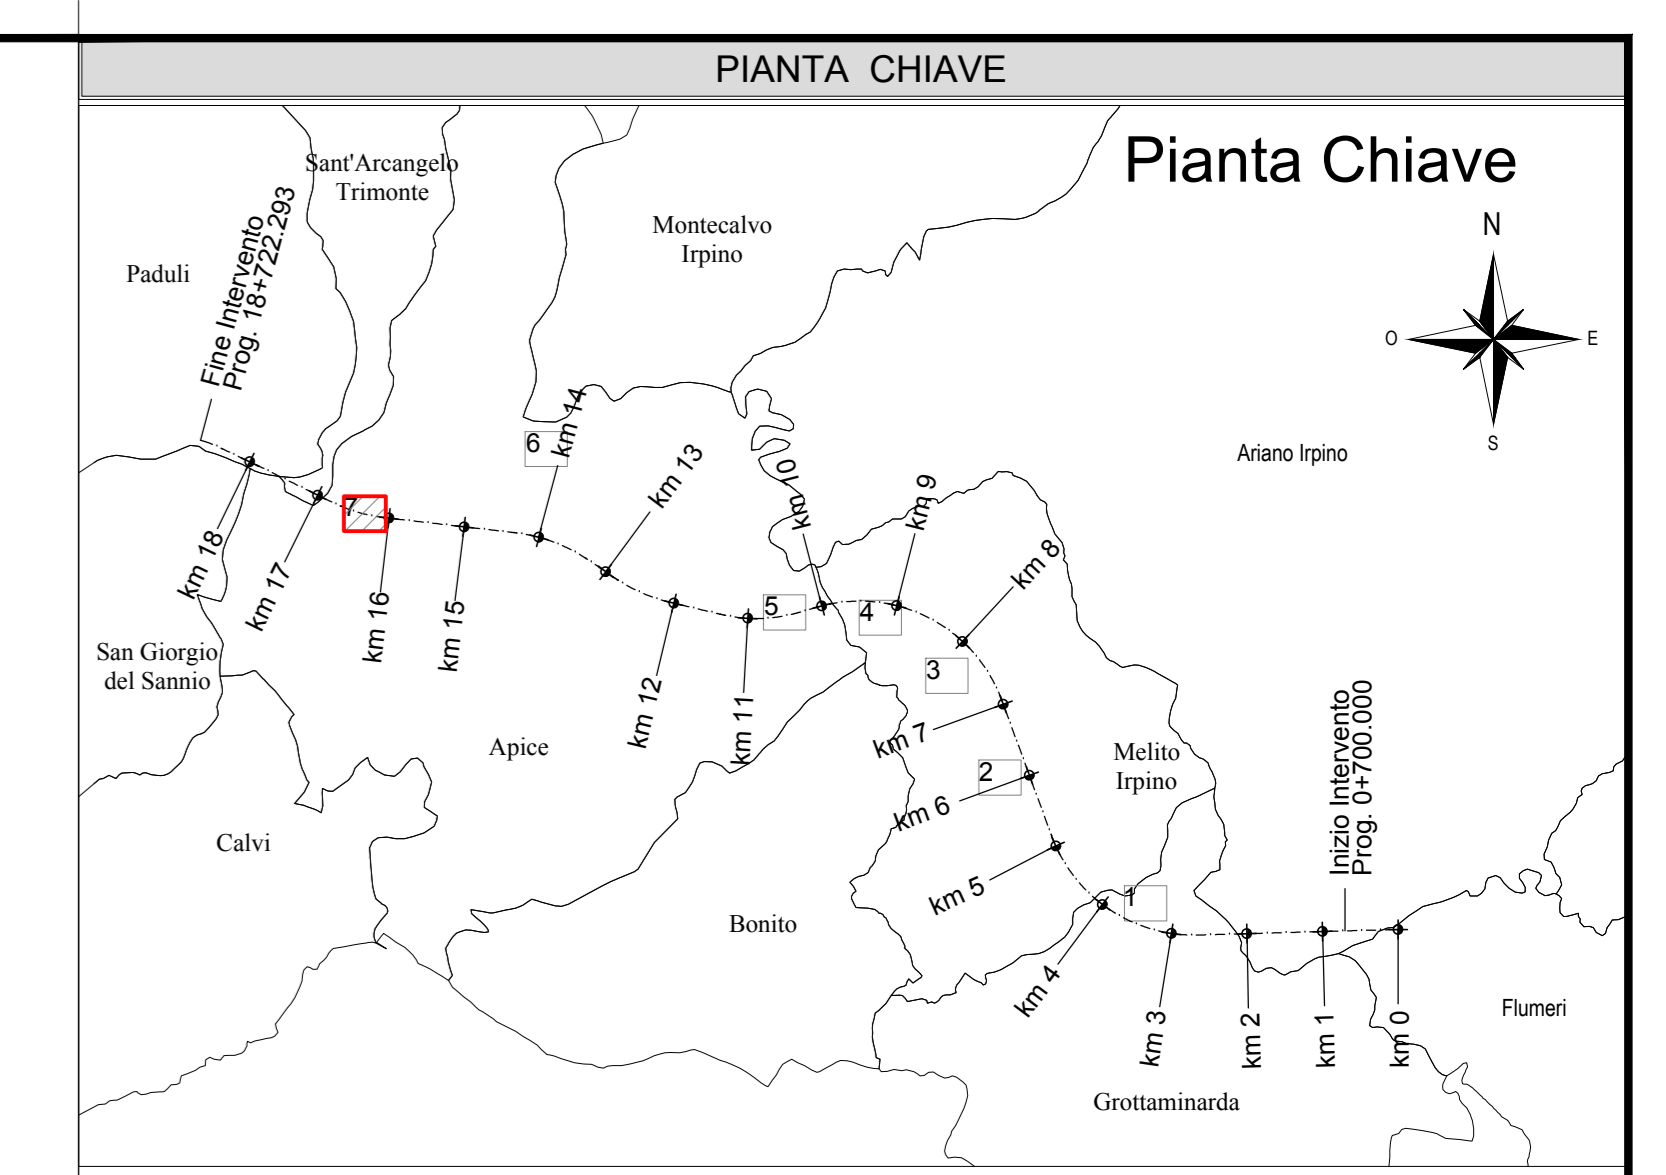 PIANTA CHIAVE
Pianta Chiave
Sant'Arcangelo
Trimonte
Montecalvo
Irpino
N
Paduli
Fine Intervento
Prog. 18+722.293
O
E
S
6
km 14
km 13
km 10
km 9
Ariano Irpino
7
km 18
km 17
km 16
km 15
5
4
km 8
3
San Giorgio
del Sannio
km 12
km 11
km 7
Apice
2
Melito
Irpino
Inizio Intervento
Prog. 0+700.000
km 6
Calvi
km 5
1
Bonito
km 4
km 3
km 2
km 1
km 0
Flumeri
Grottaminarda